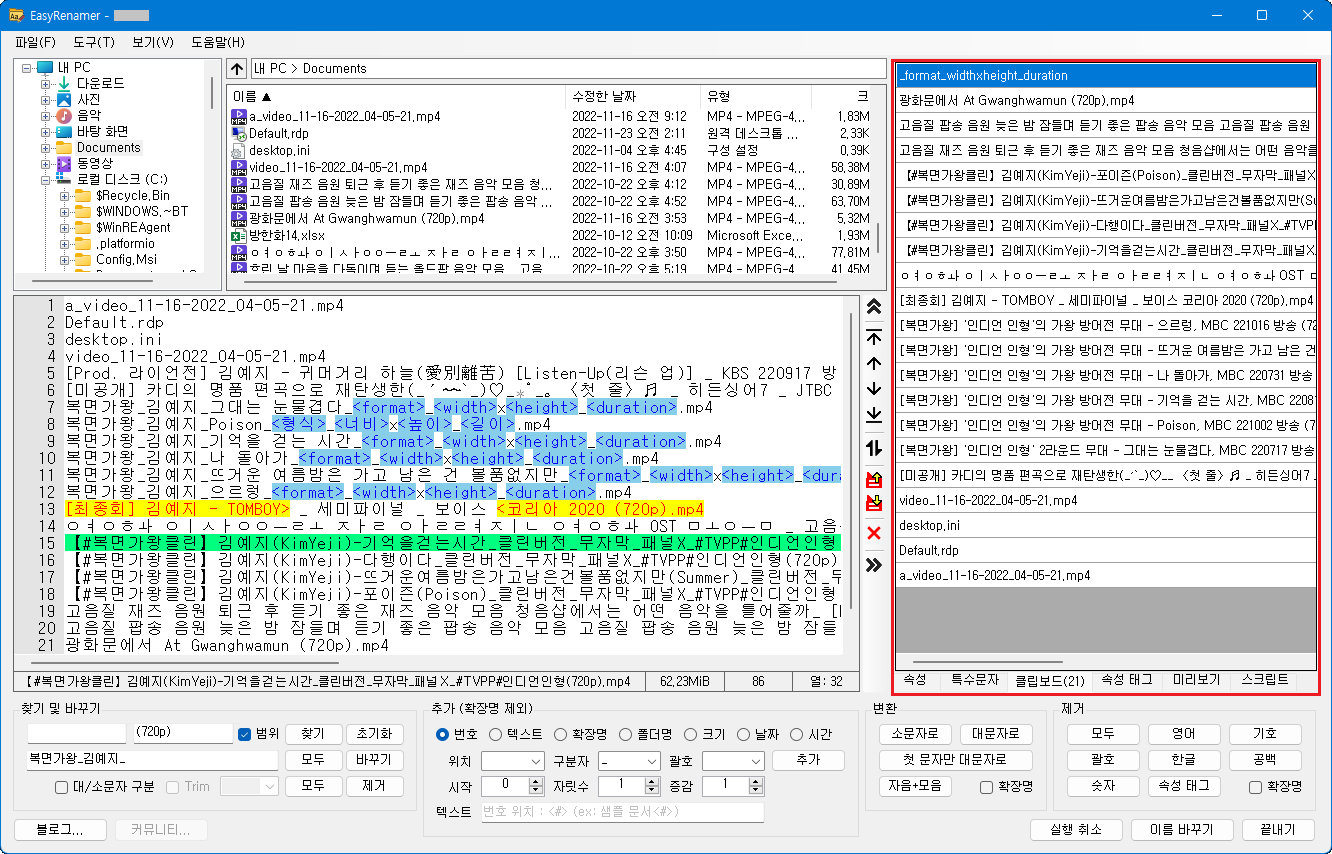 EasyRenamer -
파일(F) 도구(T) 보기(V) 도움말(H)
내 PC
다운로드
사진
음악
바탕 화면
Documents
동영상
로컬 디스크 (C:)
$Recycle.Bin
$WINDOWS.~BT
$WinREAgent
.platformio
Config.Msi
내 PC > Documents
이름 ▲ 수정한 날짜 유형 크
a_video_11-16-2022_04-05-21.mp4 2022-11-16 오전 9:12 MP4 - MPEG-4... 1.83M
Default.rdp 2022-11-23 오전 2:11 원격 데스크톱 ... 2.33K
desktop.ini 2022-11-04 오후 4:45 구성 설정 0.39K
video_11-16-2022_04-05-21.mp4 2022-11-16 오후 4:07 MP4 - MPEG-4... 58.38M
고음질 재즈 음원 퇴근 후 듣기 좋은 재즈 음악 모음 청... 2022-10-22 오후 4:12 MP4 - MPEG-4... 30.89M
고음질 팝송 음원 늦은 밤 잠들며 듣기 좋은 팝송 음악 ... 2022-10-22 오후 4:52 MP4 - MPEG-4... 63.70M
광화문에서 At Gwanghwamun (720p).mp4 2022-11-16 오후 3:53 MP4 - MPEG-4... 5.32M
방한화14.xlsx 2022-10-12 오전 10:09 Microsoft Exce... 1.93M
ㅇㅕㅇㅎㅘ ㅇㅣㅅㅏㅇㅇㅡㄹㅗ ㅈㅏㄹ ㅇㅏㄹㄹㅕㅈㅣ... 2022-10-22 오후 3:50 MP4 - MPEG-4... 77.81M
흐린 날 마음을 다독이며 듣는 올드팝 음악 모음 _ 고음... 2022-10-22 오후 5:19 MP4 - MPEG-4... 41.45M
1 a_video_11-16-2022_04-05-21.mp4
2 Default.rdp
3 desktop.ini
4 video_11-16-2022_04-05-21.mp4
5 [Prod. 라이언전] 김예지 - 귀머거리 하늘(愛別離苦) [Listen-Up(리슨 업)] _ KBS 220917 방
6 [미공개] 카디의 명품 편곡으로 재탄생한(_´︶`_)♡_※ﾟ_｡ 〈첫 줄〉♬ _ 히든싱어7 _ JTBC
7 복면가왕_김예지_그대는 눈물겹다_<format>_<width>x<height>_<duration>.mp4
8 복면가왕_김예지_Poison_<형식>_<너비>x<높이>_<길이>.mp4
9 복면가왕_김예지_기억을 걷는 시간_<format>_<width>x<height>_<duration>.mp4
10 복면가왕_김예지_나 돌아가_<format>_<width>x<height>_<duration>.mp4
11 복면가왕_김예지_뜨거운 여름밤은 가고 남은 건 볼품없지만_<format>_<width>x<height>_<dura
12 복면가왕_김예지_으르렁_<format>_<width>x<height>_<duration>.mp4
13 [최종회] 김예지 - TOMBOY> _ 세미파이널 _ 보이스 <코리아 2020 (720p).mp4
14 ㅇㅕㅇㅎㅘ ㅇㅣㅅㅏㅇㅇㅡㄹㅗ ㅈㅏㄹ ㅇㅏㄹㄹㅕㅈㅣㄴ ㅇㅕㅇㅎㅘ OST ㅁㅗㅇㅡㅁ _ 고음
15 【#복면가왕클린】김예지(KimYeji)-기억을걷는시간_클린버전_무자막_패널X_#TVPP#인디언인형
16 【#복면가왕클린】김예지(KimYeji)-다행이다_클린버전_무자막_패널X_#TVPP#인디언인형(720p)
17 【#복면가왕클린】김예지(KimYeji)-뜨거운여름밤은가고남은건볼품없지만(Summer)_클린버전_무
18 【#복면가왕클린】김예지(KimYeji)-포이즌(Poison)_클린버전_무자막_패널X_#TVPP#인디언인형
19 고음질 재즈 음원 퇴근 후 듣기 좋은 재즈 음악 모음 청음샵에서는 어떤 음악을 틀어줄까_ [
20 고음질 팝송 음원 늦은 밤 잠들며 듣기 좋은 팝송 음악 모음 고음질 팝송 음원 늦은 밤 잠들
21 광화문에서 At Gwanghwamun (720p).mp4
【#복면가왕클린】김예지(KimYeji)-기억을걷는시간_클린버전_무자막_패널X_#TVPP#인디언인형(720p).mp4 62.23MiB 86 열: 32
_format_widthxheight_duration
광화문에서 At Gwanghwamun (720p).mp4
고음질 팝송 음원 늦은 밤 잠들며 듣기 좋은 팝송 음악 모음 고음질 팝송 음원
고음질 재즈 음원 퇴근 후 듣기 좋은 재즈 음악 모음 청음샵에서는 어떤 음악을
【#복면가왕클린】김예지(KimYeji)-포이즌(Poison)_클린버전_무자막_패널X
【#복면가왕클린】김예지(KimYeji)-뜨거운여름밤은가고남은건볼품없지만(Su
【#복면가왕클린】김예지(KimYeji)-다행이다_클린버전_무자막_패널X_#TVPI
【#복면가왕클린】김예지(KimYeji)-기억을걷는시간_클린버전_무자막_패널X
ㅇㅕㅇㅎㅘ ㅇㅣㅅㅏㅇㅇㅡㄹㅗ ㅈㅏㄹ ㅇㅏㄹㄹㅕㅈㅣㄴ ㅇㅕㅇㅎㅘ OST ㅁ
[최종회] 김예지 - TOMBOY _ 세미파이널 _ 보이스 코리아 2020 (720p).mp4
[복면가왕] '인디언 인형'의 가왕 방어전 무대 - 으르렁, MBC 221016 방송 (72
[복면가왕] '인디언 인형'의 가왕 방어전 무대 - 뜨거운 여름밤은 가고 남은 건
[복면가왕] '인디언 인형'의 가왕 방어전 무대 - 나 돌아가, MBC 220731 방송
[복면가왕] '인디언 인형'의 가왕 방어전 무대 - 기억을 걷는 시간, MBC 2208
[복면가왕] '인디언 인형'의 가왕 방어전 무대 - Poison, MBC 221002 방송 (7
[복면가왕] '인디언 인형' 2라운드 무대 - 그대는 눈물겹다, MBC 220717 방송
[미공개] 카디의 명품 편곡으로 재탄생한(_´`_)♡__ 〈첫 줄〉♬ _ 히든싱어7
video_11-16-2022_04-05-21.mp4
desktop.ini
Default.rdp
a_video_11-16-2022_04-05-21.mp4
속성 특수문자 클립보드(21) 속성 태그 미리보기 스크립트
찾기 및 바꾸기
(720p) 범위 찾기 초기화
복면가왕_김예지_ 모두 바꾸기
대/소문자 구분 Trim 모두 제거
추가 (확장명 제외)
번호 텍스트 확장명 폴더명 크기 날짜 시간
위치 구분자 _ 괄호 추가
시작 0 자릿수 1 증감 1
텍스트 번호 위치 : <#> (ex: 샘플 문서<#>)
변환
소문자로 대문자로
첫 문자만 대문자로
자음+모음 확장명
제거
모두 영어 기호
괄호 한글 공백
숫자 속성 태그 확장명
블로그... 커뮤니티... 실행 취소 이름 바꾸기 끝내기